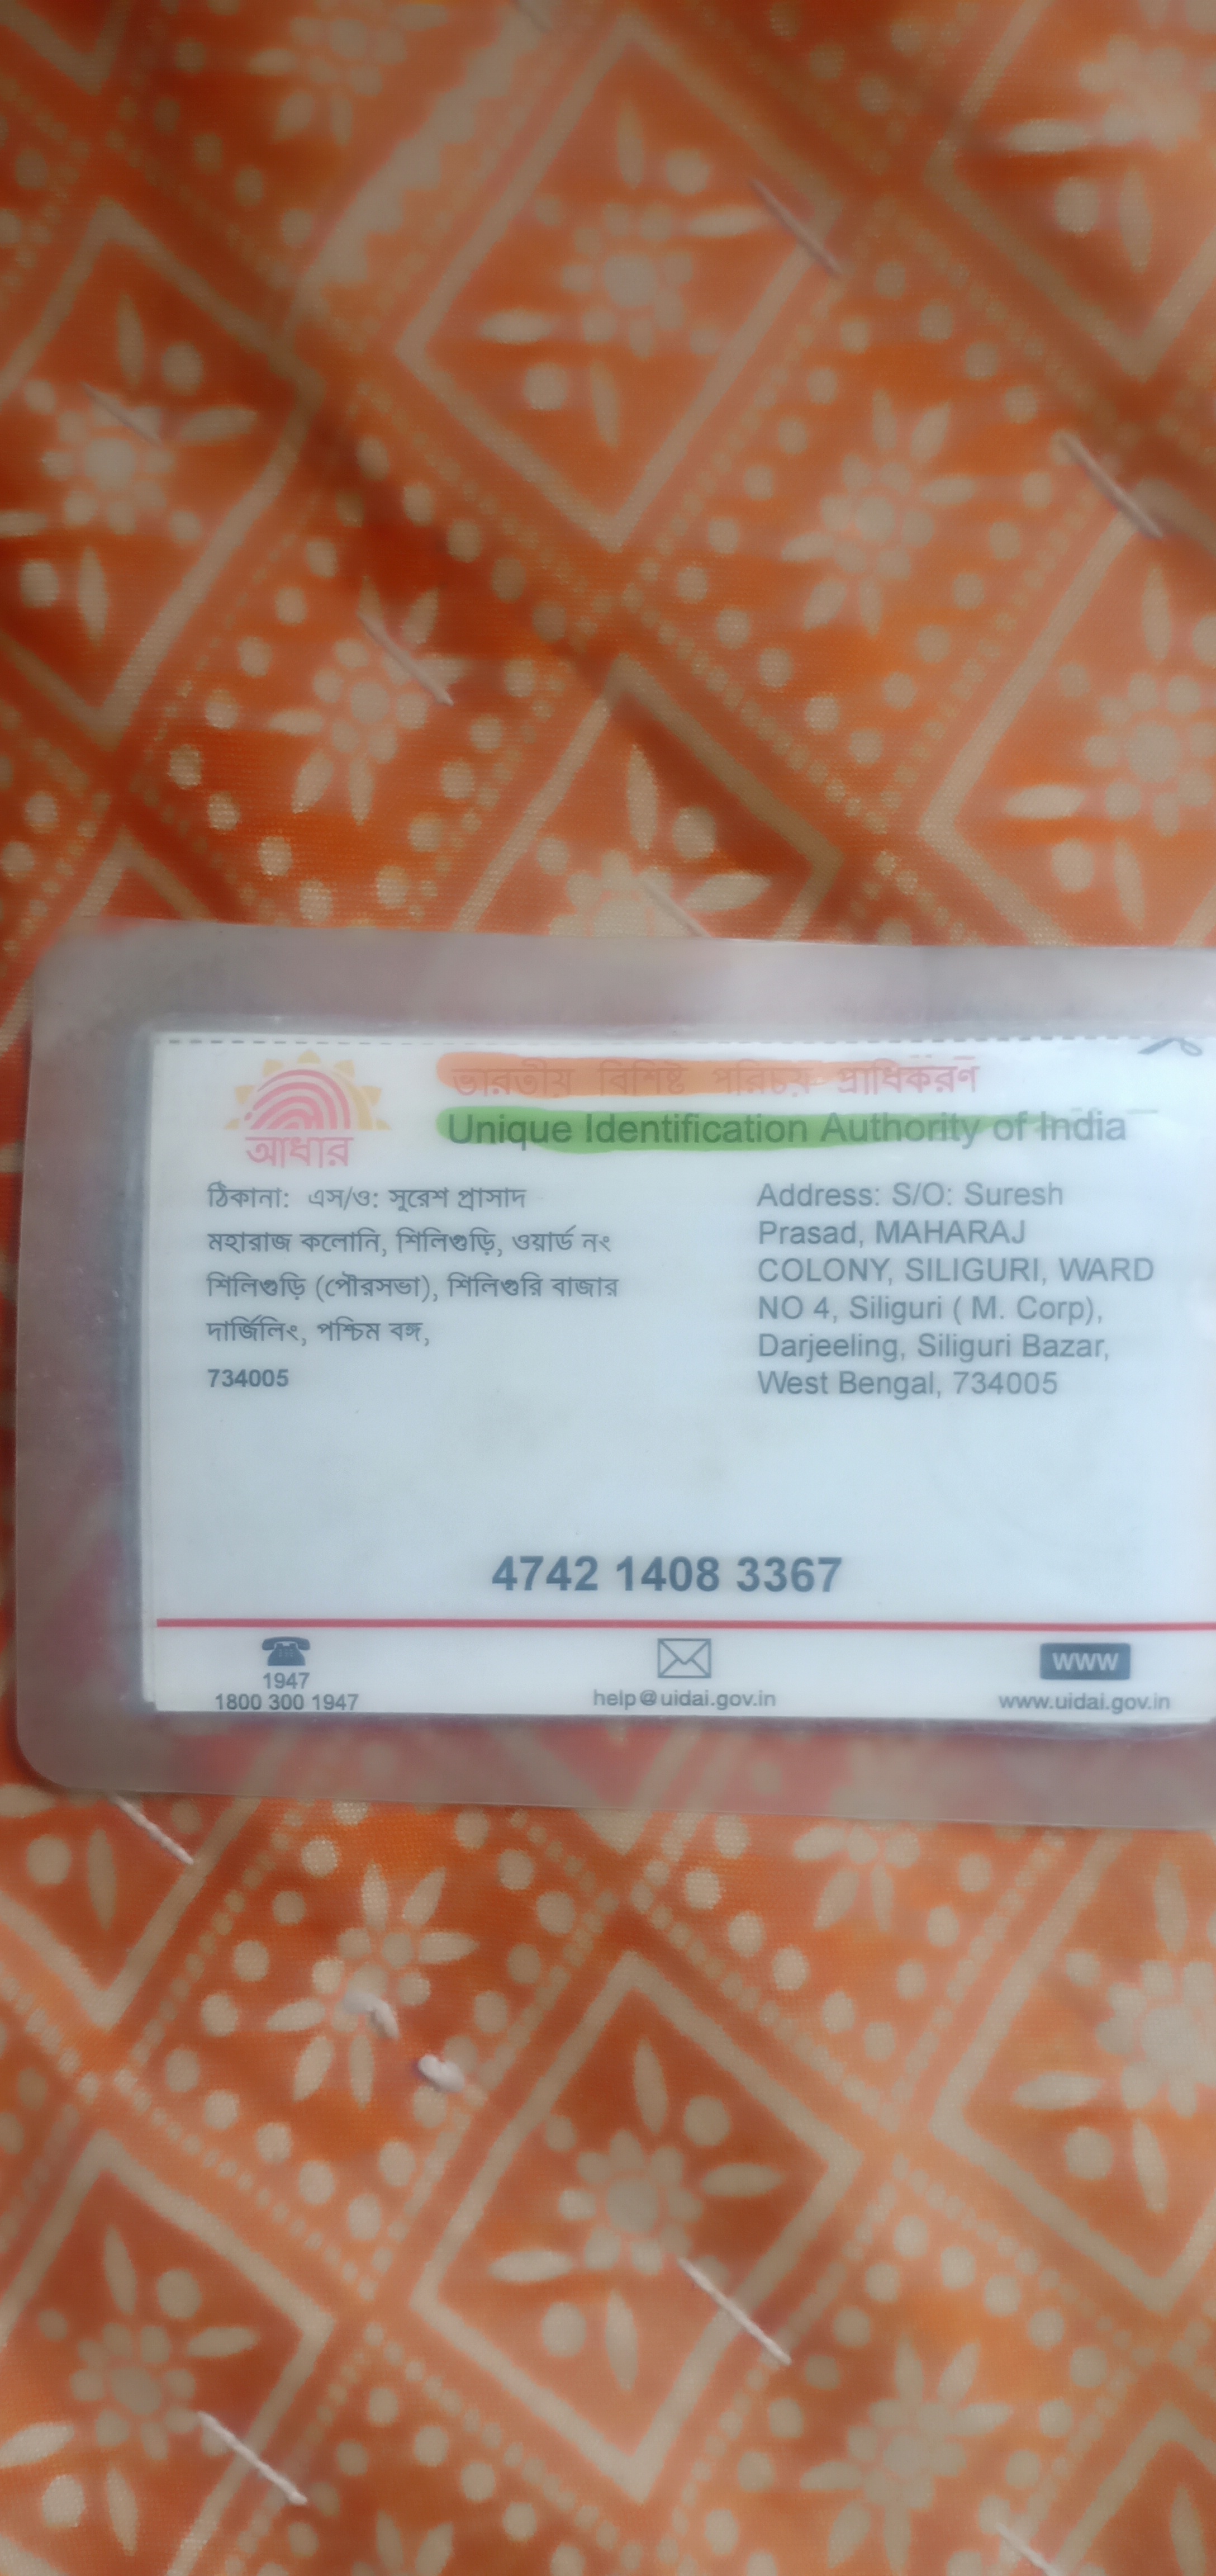 ভারতীয় বিশিষ্ট পরিচয় প্রাধিকরণ
Unique Identification Authority of India
আধার
ঠিকানা: এস/ও: সুরেশ প্রাসাদ
মহারাজ কলোনি, শিলিগুড়ি, ওয়ার্ড নং
শিলিগুড়ি (পৌরসভা), শিলিগুরি বাজার
দার্জিলিং, পশ্চিম বঙ্গ,
734005
Address: S/O: Suresh
Prasad, MAHARAJ
COLONY, SILIGURI, WARD
NO 4, Siliguri ( M. Corp),
Darjeeling, Siliguri Bazar,
West Bengal, 734005
4742 1408 3367
1947
1800 300 1947
help@uidai.gov.in
www
www.uidai.gov.in